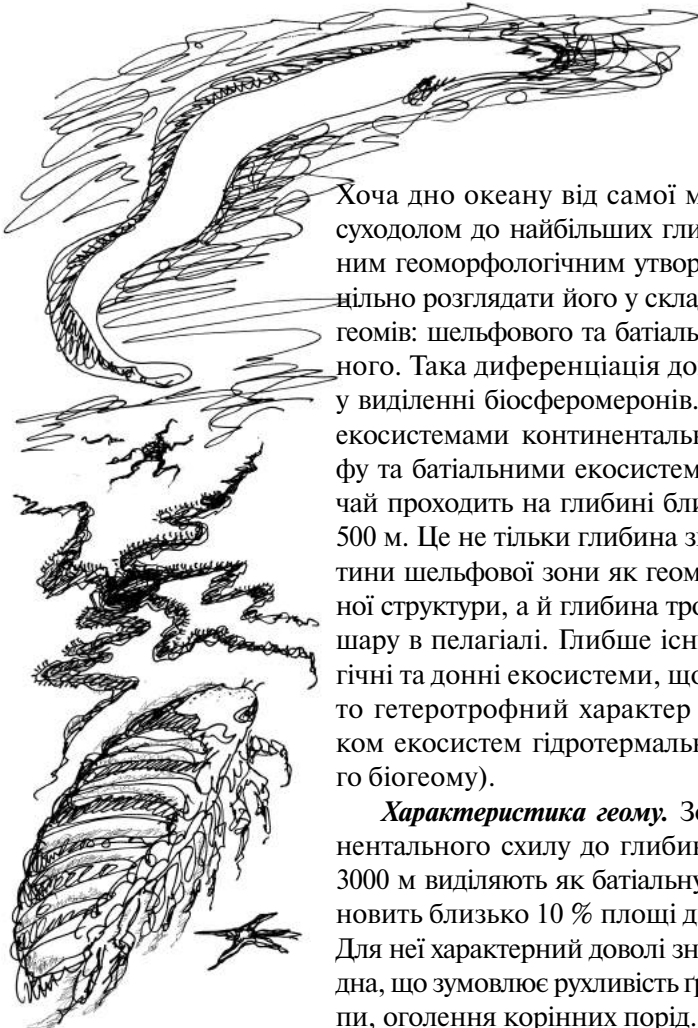 Хоча дно океану від самої м
суходолом до найбільших гли
ним геоморфологічним утвор
цільно розглядати його у скла
геомів: шельфового та батіаль
ного. Така диференціація до
у виділенні біосферомеронів.
екосистемами континенталь
фу та батіальними екосистем
чай проходить на глибині бли
500 м. Це не тільки глибина з
тини шельфової зони як геом
ної структури, а й глибина тро
шару в пелагіалі. Глибше існ
гічні та донні екосистеми, що
то гетеротрофний характер
ком екосистем гідротермаль
го біогеому).
Характеристика геому. Зо
нентального схилу до глибин
3000 м виділяють як батіальну
новить близько 10 % площі д
Для неї характерний доволі зн
дна, що зумовлює рухливість ґр
пи, оголення корінних порід.